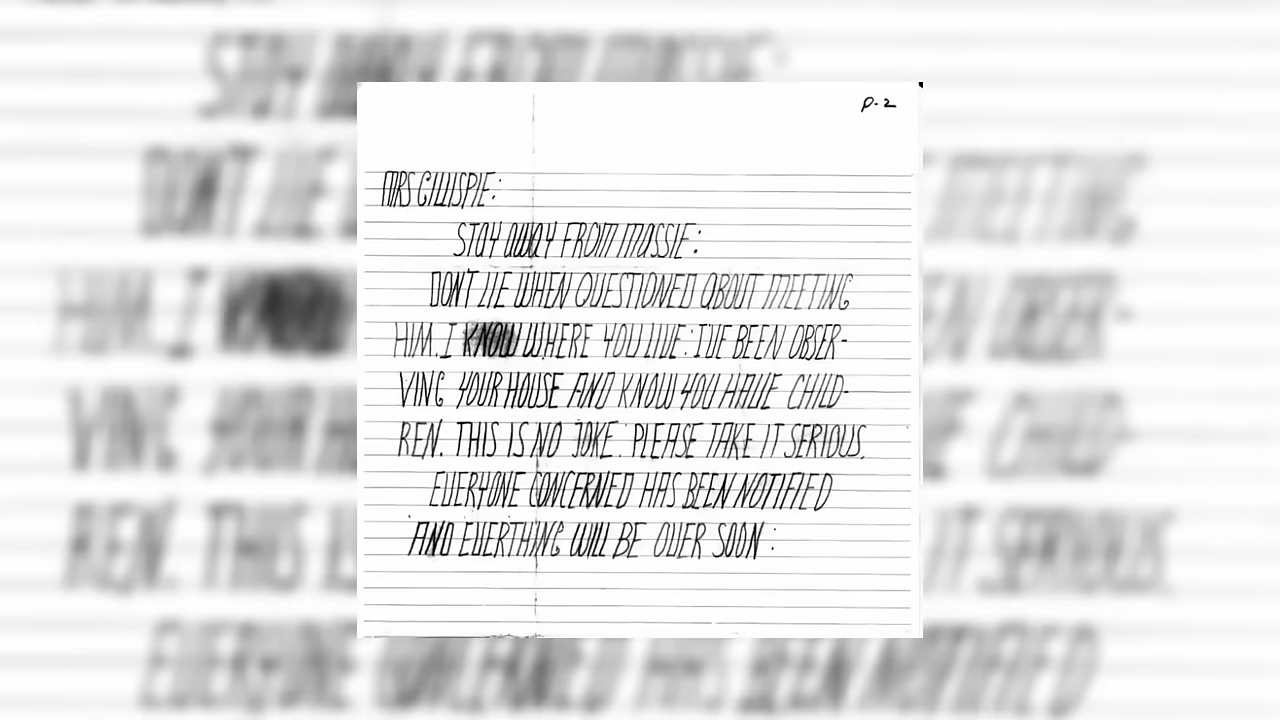 P-2
MRS GILLISPIE:
STAY AWAY FROM MASSIE:
DON'T LIE WHEN QUESTIONED ABOUT MEETING
HIM. I KNOW WHERE YOU LIVE: I'VE BEEN OBSER-
VING YOUR HOUSE AND KNOW YOU HAVE CHILD-
REN. THIS IS NO JOKE: PLEASE TAKE IT SERIOUS.
EVERYONE CONCERNED HAS BEEN NOTIFIED
AND EVERTHING WILL BE OVER SOON: